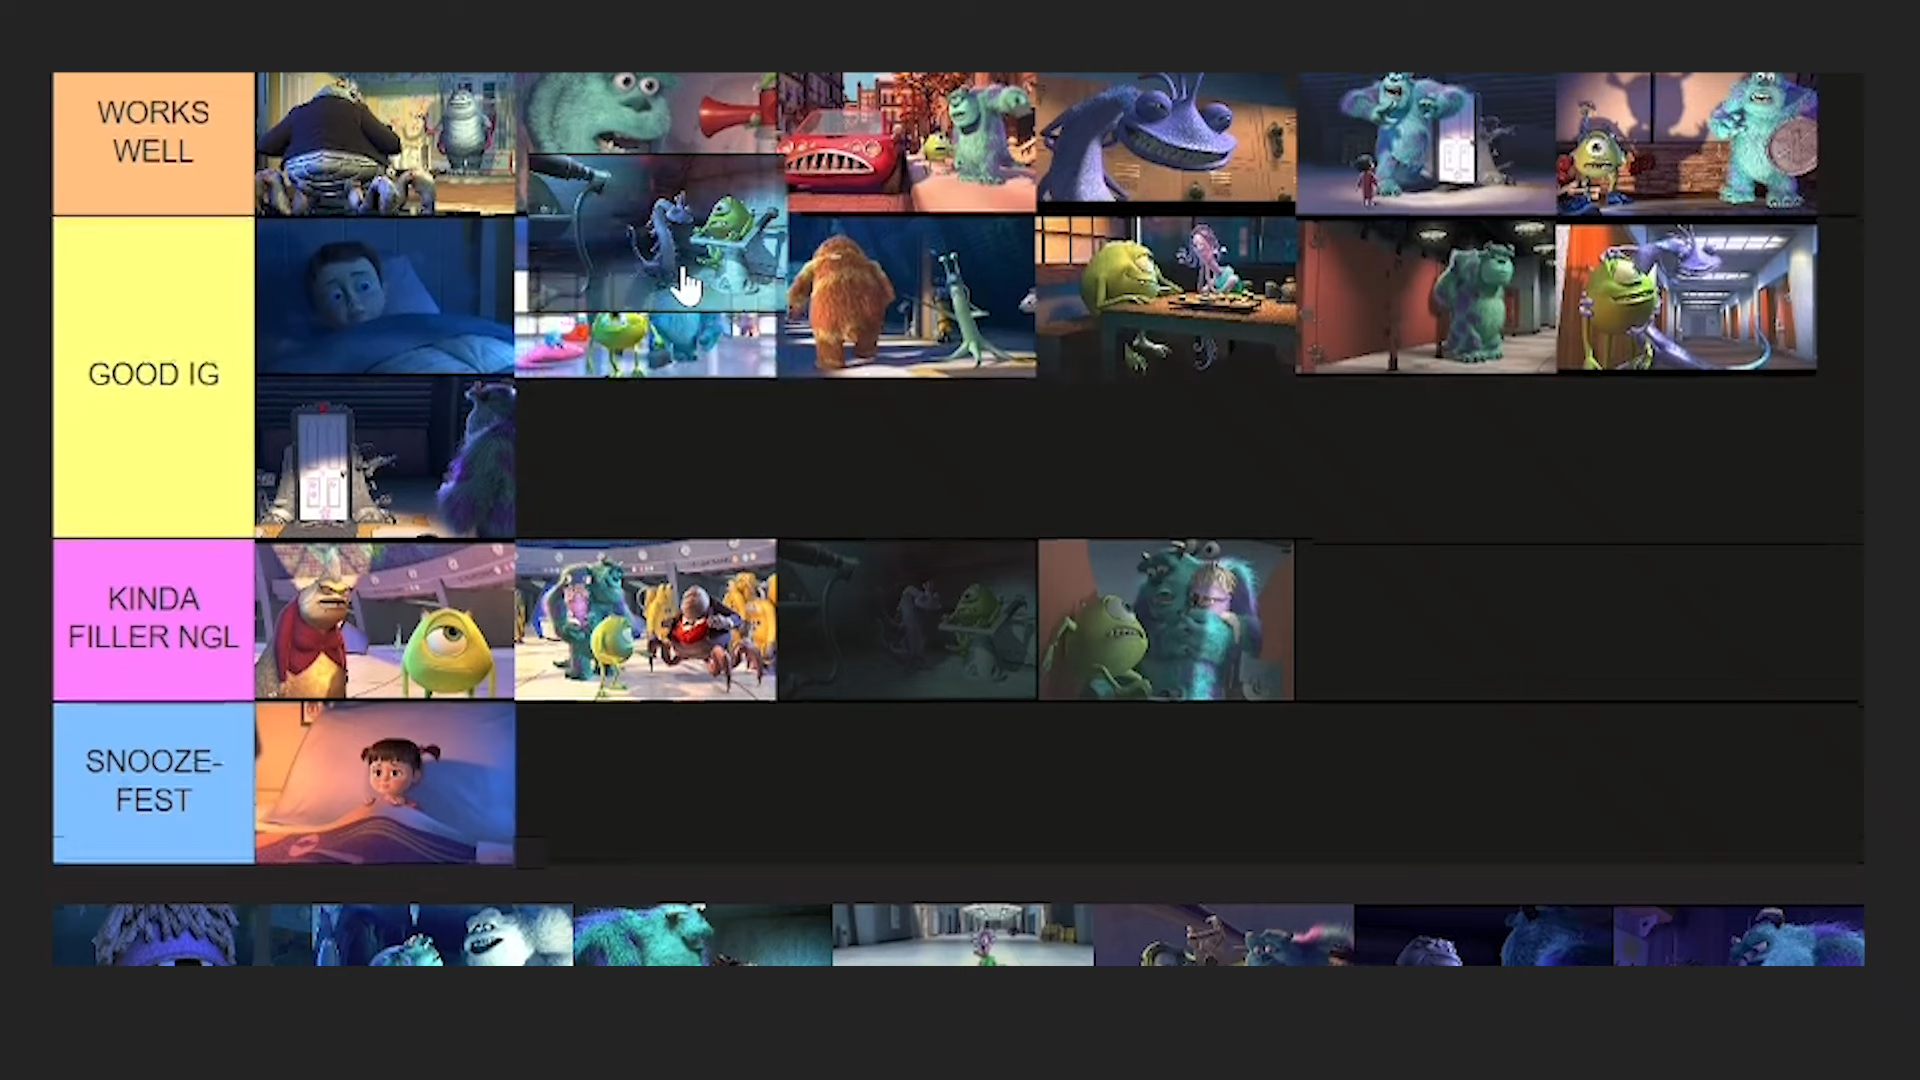 WORKS
WELL
GOOD IG
KINDA
FILLER NGL
SNOOZE-
FEST